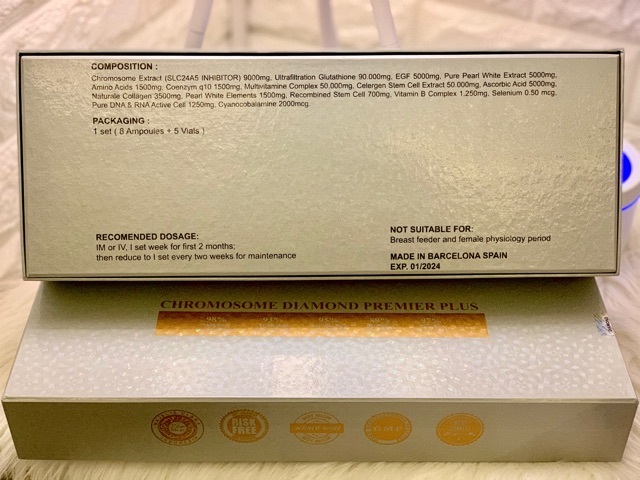 COMPOSITION :
Chromosome Extract (SLC24A5 INHIBITOR) 9000mg, Ultrafiltration Glutathione 90.000mg, EGF 5000mg, Pure Pearl White Extract 5000mg,
Amino Acids 1500mg, Coenzym q10 1500mg, Multivitamine Complex 50.000mg, Celergen Stem Cell Extract 50.000mg, Ascorbic Acid 5000mg,
Collagen 3500mg, Pearl White Elements 1500mg, Recombined Stem Cell 700mg, Vitamin B Complex 1.250mg, Selenium 0.50 mcg,
Pure DNA & RNA Active Cell 1250mg, Cyanocobalamine 2000mcg.
PACKAGING :
1 set ( 8 Ampoules + 5 Vials )
RECOMENDED DOSAGE:
IM or IV, I set week for first 2 months;
then reduce to I set every two weeks for maintenance
NOT SUITABLE FOR:
Breast feeder and female physiology period
MADE IN BARCELONA SPAIN
EXP. 01/2024
CHROMOSOME DIAMOND PREMIER PLUS
RISK
FREE